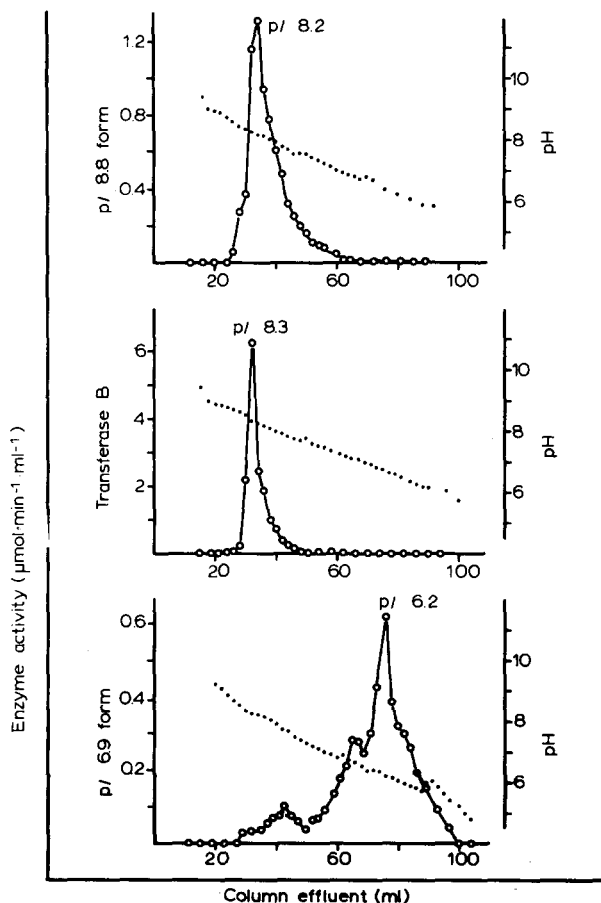 pI 8.2
1.2
0.8
0.4
pI 8.8 form
10
8
6
pH
20
60
100
pI 8.3
6
4
2
Transferase B
10
8
6
pH
20
60
100
pI 6.2
0.6
0.4
0.2
pI 6.9 form
10
8
6
pH
20
60
100
Enzyme activity (μmol·min⁻¹·ml⁻¹)
Column effluent (ml)